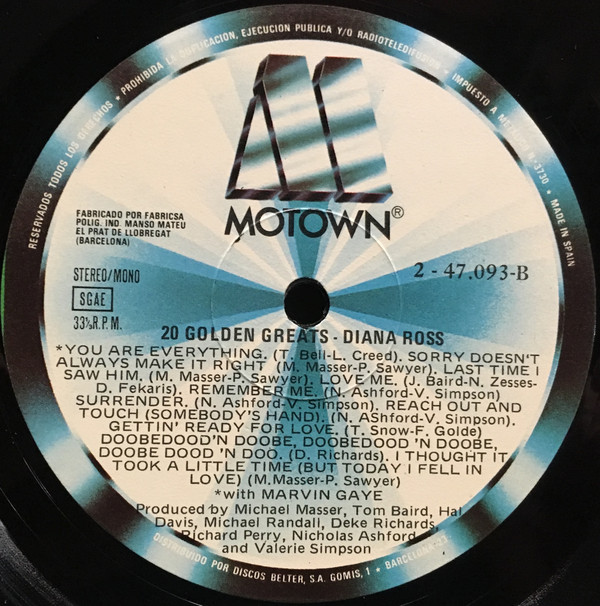 RESERVADOS TODOS LOS DERECHOS • PROHIBIDA LA DUPLICACION, EJECUCION PUBLICA Y/O RADIOTELEDIFUSION • IMPUESTO A METALICO N.º 3730 • MADE IN SPAIN
MOTOWN®
FABRICADO POR FABRICSA
POLIG. IND. MANSO MATEU
EL PRAT DE LLOBREGAT
(BARCELONA)
STEREO/MONO
SGAE
33⅓ R.P.M.
2 - 47.093-B
20 GOLDEN GREATS - DIANA ROSS
*YOU ARE EVERYTHING. (T. Bell-L. Creed). SORRY DOESN'T
ALWAYS MAKE IT RIGHT (M. Masser-P. Sawyer). LAST TIME I
SAW HIM. (M. Masser-P. Sawyer). LOVE ME. (J. Baird-N. Zesses-
D. Fekaris). REMEMBER ME. (N. Ashford-V. Simpson)
SURRENDER. (N. Ashford-V. Simpson). REACH OUT AND
TOUCH (SOMEBODY'S HAND). (N. AShford-V. Simpson).
GETTIN' READY FOR LOVE. (T. Snow-F. Golde)
DOOBEDOOD'N DOOBE, DOOBEDOOD 'N DOOBE,
DOOBE DOOD 'N DOO. (D. Richards). I THOUGHT IT
TOOK A LITTLE TIME (BUT TODAY I FELL IN
LOVE) (M.Masser-P. Sawyer)
*with MARVIN GAYE
Produced by Michael Masser, Tom Baird, Hal
Davis, Michael Randall, Deke Richards,
Richard Perry, Nicholas Ashford
and Valerie Simpson
DISTRIBUIDO POR DISCOS BELTER, S.A. GOMIS, 1 • BARCELONA-23